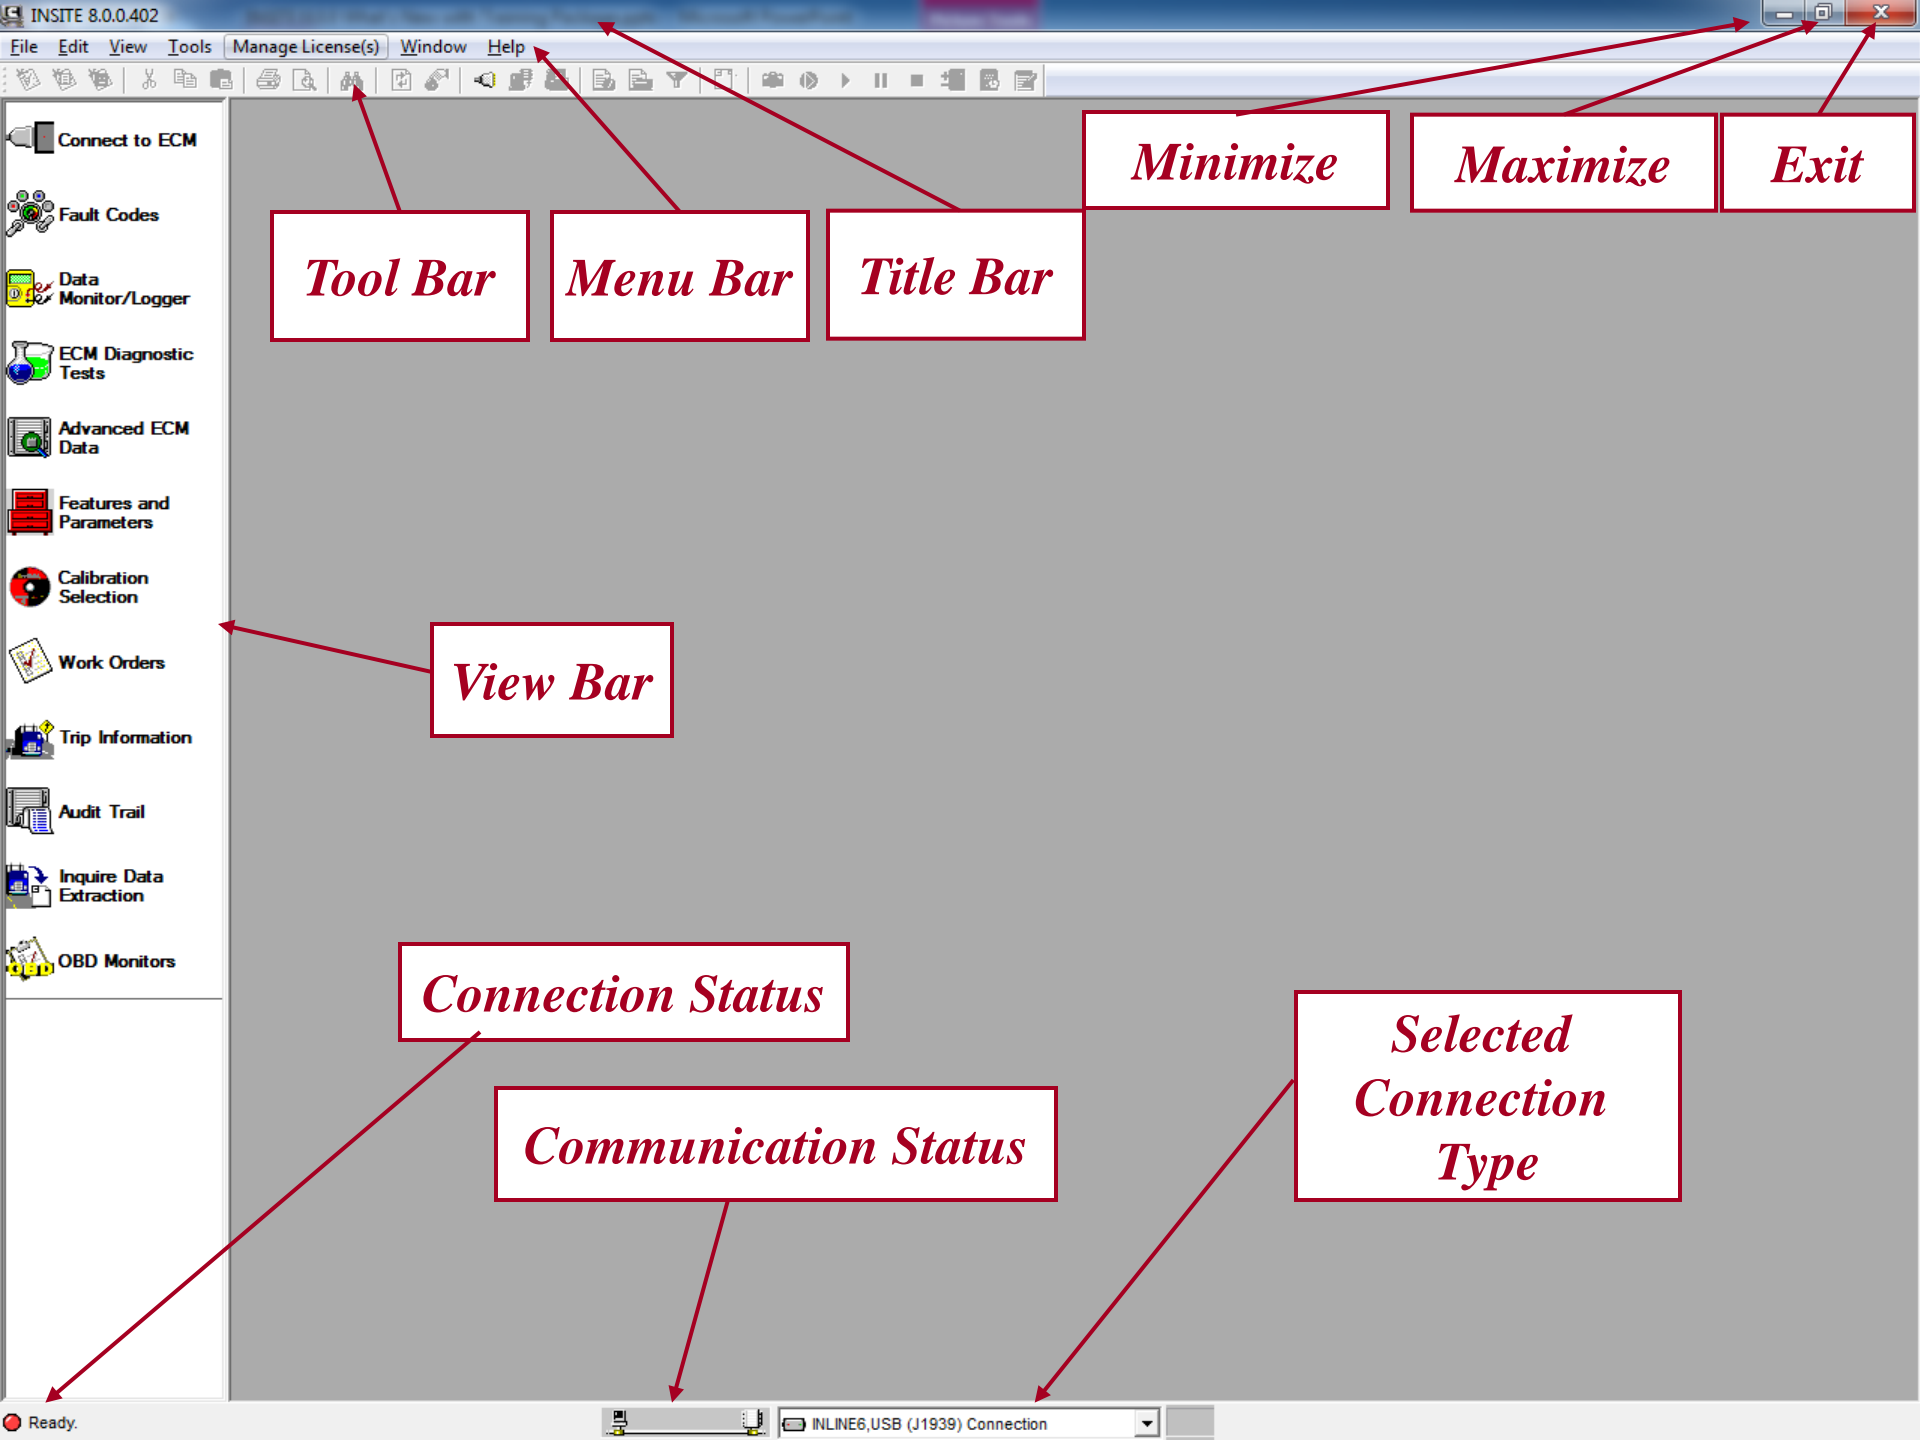 INSITE 8.0.0.402
File Edit View Tools Manage License(s) Window Help
Minimize
Maximize
Exit
Tool Bar
Menu Bar
Title Bar
Connect to ECM
Fault Codes
Data
Monitor/Logger
ECM Diagnostic
Tests
Advanced ECM
Data
Features and
Parameters
Calibration
Selection
Work Orders
Trip Information
Audit Trail
Inquire Data
Extraction
OBD Monitors
View Bar
Connection Status
Communication Status
Selected
Connection
Type
Ready.
INLINE6,USB (J1939) Connection